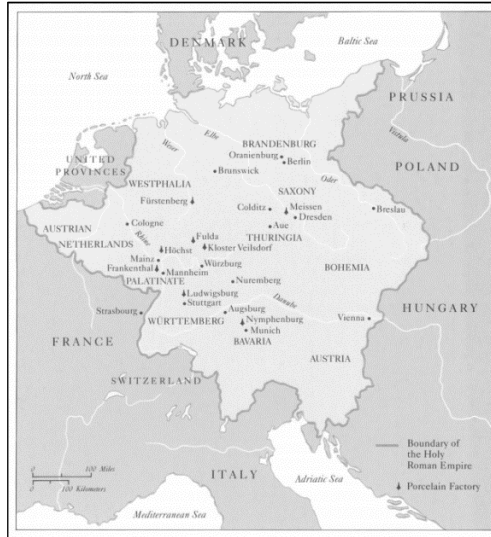 DENMARK
Baltic Sea
North Sea
PRUSSIA
Elbe
Vistula
Weser
BRANDENBURG
Oranienburg
Berlin
UNITED
PROVINCES
Oder
POLAND
Brunswick
WESTPHALIA
SAXONY
Fürstenberg
Colditz
Meissen
Dresden
Breslau
Cologne
Aue
AUSTRIAN
NETHERLANDS
Rhine
Fulda
THURINGIA
Höchst
Kloster Veilsdorf
Mainz
Würzburg
BOHEMIA
Frankenthal
Mannheim
PALATINATE
Nuremberg
Ludwigsburg
Stuttgart
Danube
HUNGARY
Strasbourg
Augsburg
WÜRTTEMBERG
Nymphenburg
Vienna
Munich
FRANCE
BAVARIA
AUSTRIA
SWITZERLAND
Boundary of
the Holy
Roman Empire
0 100 Miles
0 100 Kilometers
ITALY
Adriatic Sea
Porcelain Factory
Mediterranean Sea